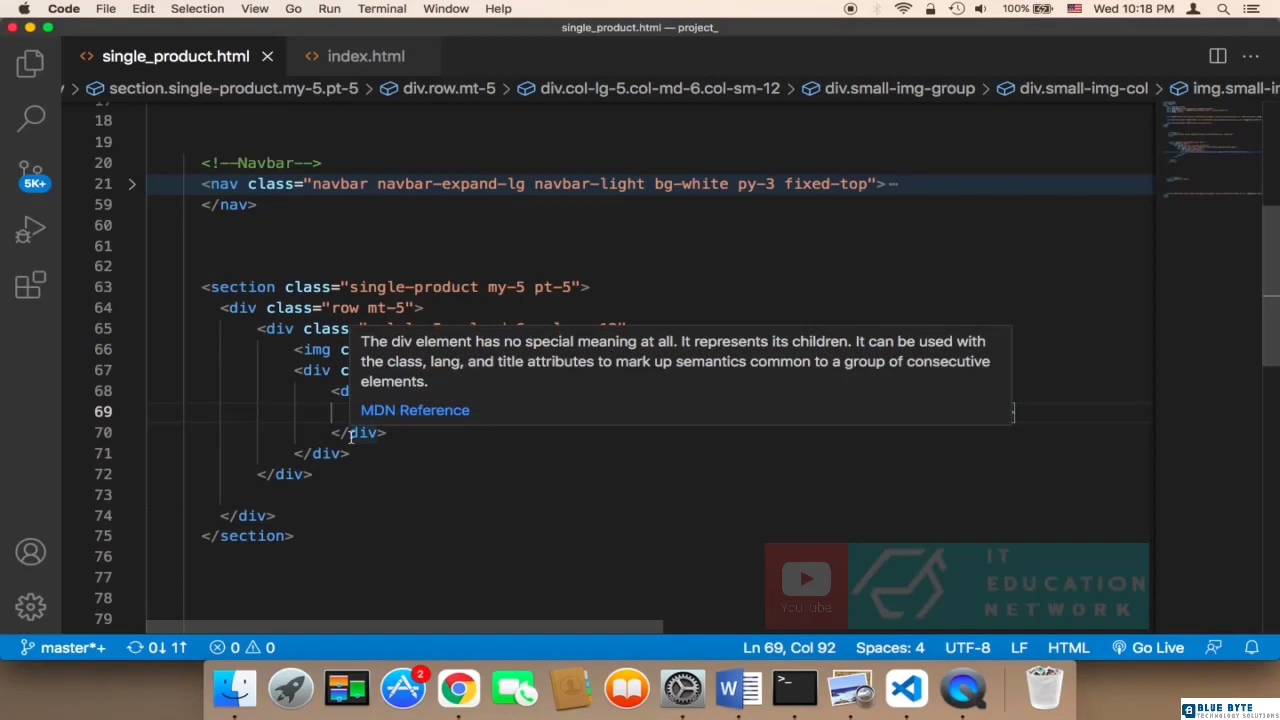 Code File Edit Selection View Go Run Terminal Window Help 100% Wed 10:18 PM
single_product.html — project_
single_product.html index.html
section.single-product.my-5.pt-5 div.row.mt-5 div.col-lg-5.col-md-6.col-sm-12 div.small-img-group div.small-img-col img.small-im
18
19
20 <!--Navbar-->
21 <nav class="navbar navbar-expand-lg navbar-light bg-white py-3 fixed-top">
59 </nav>
60
61
62
63 <section class="single-product my-5 pt-5">
64 <div class="row mt-5">
65 <div class
66 <img c
67 <div c
68 <d
69
70 </div>
71 </div>
72 </div>
73
74 </div>
75 </section>
76
77
78
79
The div element has no special meaning at all. It represents its children. It can be used with
the class, lang, and title attributes to mark up semantics common to a group of consecutive
elements.
MDN Reference
5K+
YouTube
IT
EDUCATION
NETWORK
master*+ 0↓ 1↑ 0 0 Ln 69, Col 92 Spaces: 4 UTF-8 LF HTML Go Live
2
BLUE BYTE
TECHNOLOGY SOLUTIONS